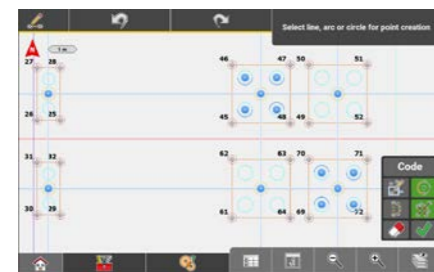 Select line, arc or circle for point creation
N
1 m
27 28
46 47 50 51
26 25
45 48 49 52
31 32
62 63 70 71
Code
30 29
61 64 69 72